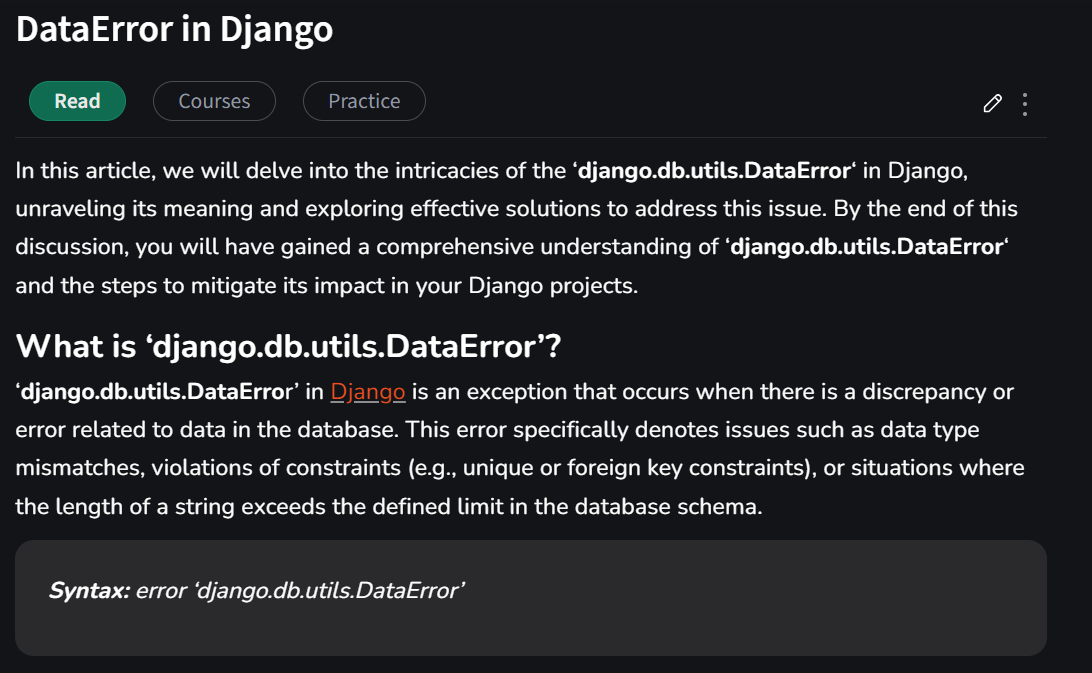 DataError in Django
Read
Courses
Practice
In this article, we will delve into the intricacies of the ‘django.db.utils.DataError‘ in Django,
unraveling its meaning and exploring effective solutions to address this issue. By the end of this
discussion, you will have gained a comprehensive understanding of ‘django.db.utils.DataError‘
and the steps to mitigate its impact in your Django projects.
What is ‘django.db.utils.DataError’?
‘django.db.utils.DataError’ in Django is an exception that occurs when there is a discrepancy or
error related to data in the database. This error specifically denotes issues such as data type
mismatches, violations of constraints (e.g., unique or foreign key constraints), or situations where
the length of a string exceeds the defined limit in the database schema.
Syntax: error ‘django.db.utils.DataError’